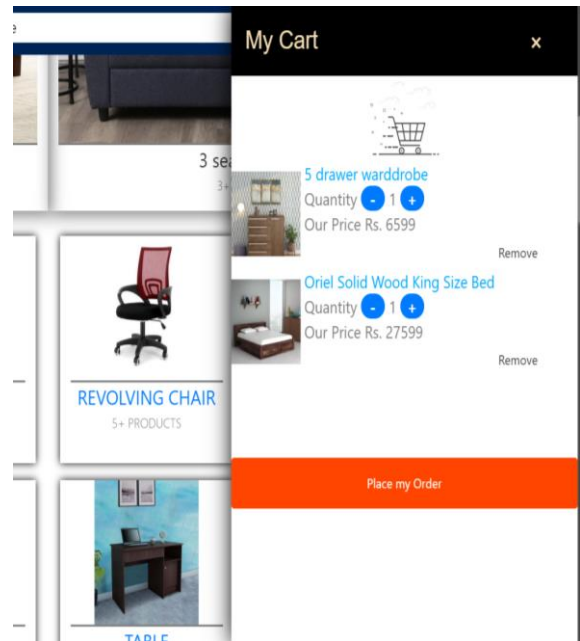 My Cart
×
3 sea
3+
5 drawer warddrobe
Quantity - 1 +
Our Price Rs. 6599
Remove
Oriel Solid Wood King Size Bed
Quantity - 1 +
Our Price Rs. 27599
Remove
REVOLVING CHAIR
5+ PRODUCTS
Place my Order
TABLE